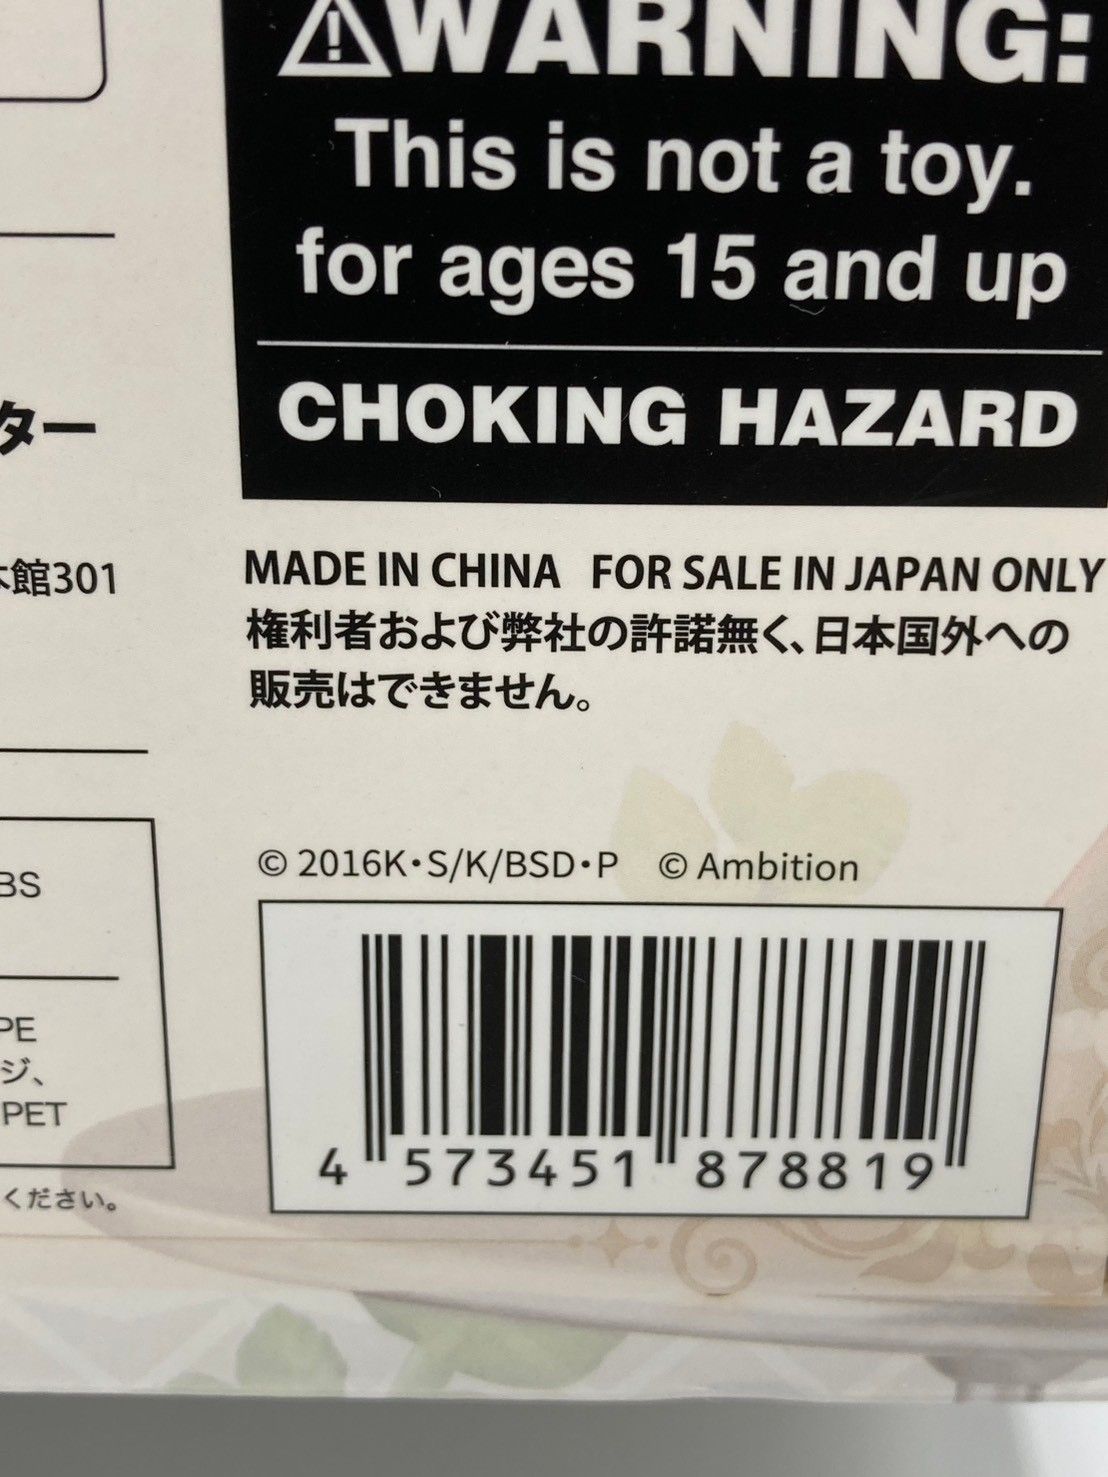 ⚠WARNING:
This is not a toy.
for ages 15 and up
CHOKING HAZARD
ター
館301
MADE IN CHINA FOR SALE IN JAPAN ONLY
権利者および弊社の許諾無く、日本国外への
販売はできません。
© 2016K・S/K/BSD・P © Ambition
BS
PE
ジ、
PET
ください。
4 573451 878819